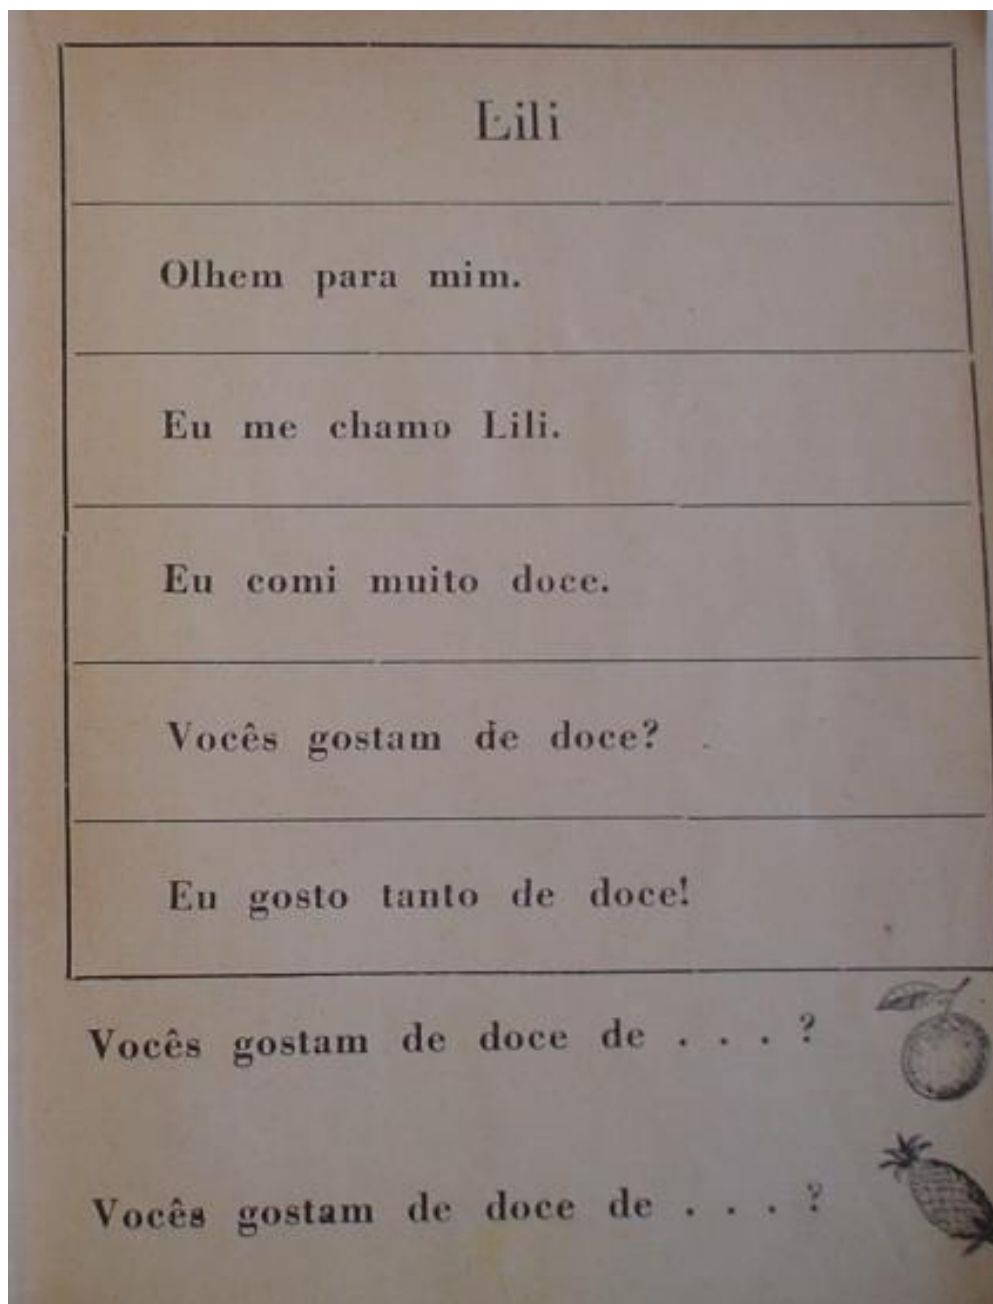 Lili
Olhem para mim.
Eu me chamo Lili.
Eu comi muito doce.
Vocês gostam de doce?
Eu gosto tanto de doce!
Vocês gostam de doce de . . . ?
Vocês gostam de doce de . . . ?